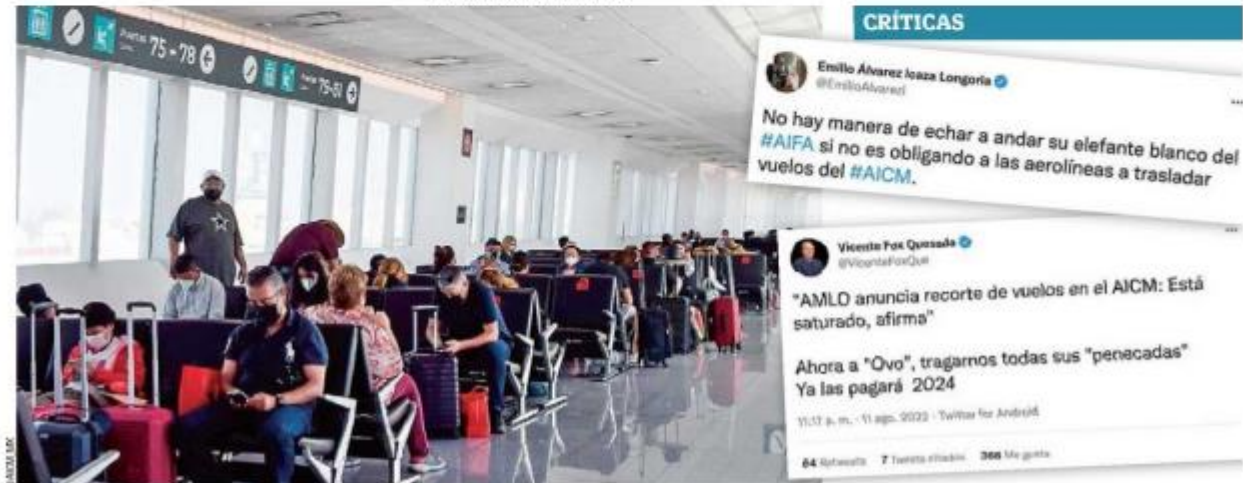 Puertas 75 - 78
75-80
CRÍTICAS
Emilio Álvarez Icaza Longoria
@EmilioAlvarezI
No hay manera de echar a andar su elefante blanco del
#AIFA si no es obligando a las aerolíneas a trasladar
vuelos del #AICM.
Vicente Fox Quesada
@VicenteFoxQue
"AMLO anuncia recorte de vuelos en el AICM: Está
saturado, afirma"
Ahora a "Ovo", tragarnos todas sus "penecadas"
Ya las pagará 2024
11:17 p. m. · 11 ago. 2022 · Twitter for Android
64 Retweets 7 Tweets citados 366 Me gusta